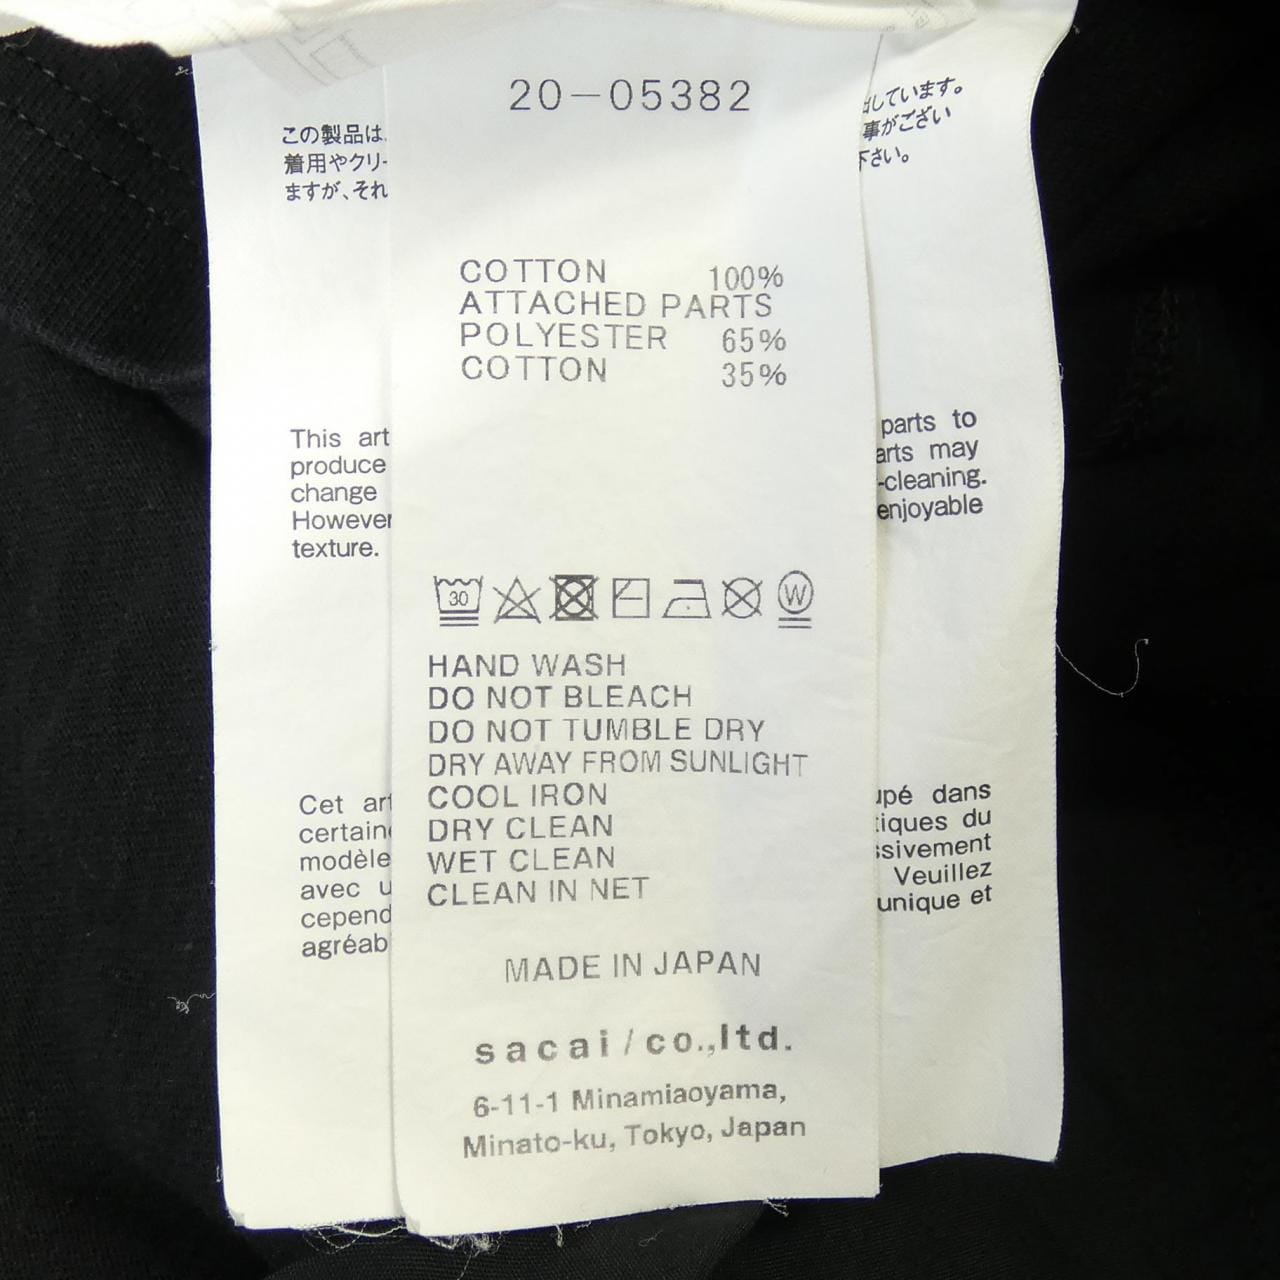 20-05382
この製品は
着用やクリー
ますが、それ
しています。
事がござい
下さい。
COTTON 100%
ATTACHED PARTS
POLYESTER 65%
COTTON 35%
This art
produce
change
However
texture.
parts to
arts may
-cleaning.
enjoyable
30
W
HAND WASH
DO NOT BLEACH
DO NOT TUMBLE DRY
DRY AWAY FROM SUNLIGHT
COOL IRON
DRY CLEAN
WET CLEAN
CLEAN IN NET
Cet art
certain
modèle
avec u
cepend
agréab
upé dans
tiques du
ssivement
Veuillez
unique et
MADE IN JAPAN
sacai/co.,ltd.
6-11-1 Minamiaoyama,
Minato-ku, Tokyo, Japan